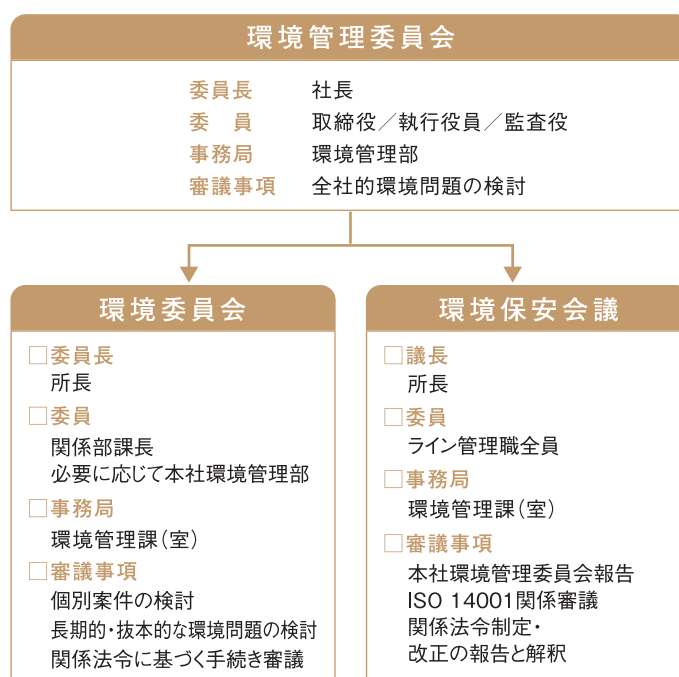 環境管理委員会
委員長 社長
委 員 取締役／執行役員／監査役
事務局 環境管理部
審議事項 全社的環境問題の検討
環境委員会
□委員長
所長
□委員
関係部課長
必要に応じて本社環境管理部
□事務局
環境管理課（室）
□審議事項
個別案件の検討
長期的・抜本的な環境問題の検討
関係法令に基づく手続き審議
環境保安会議
□議長
所長
□委員
ライン管理職全員
□事務局
環境管理課（室）
□審議事項
本社環境管理委員会報告
ISO 14001関係審議
関係法令制定・
改正の報告と解釈